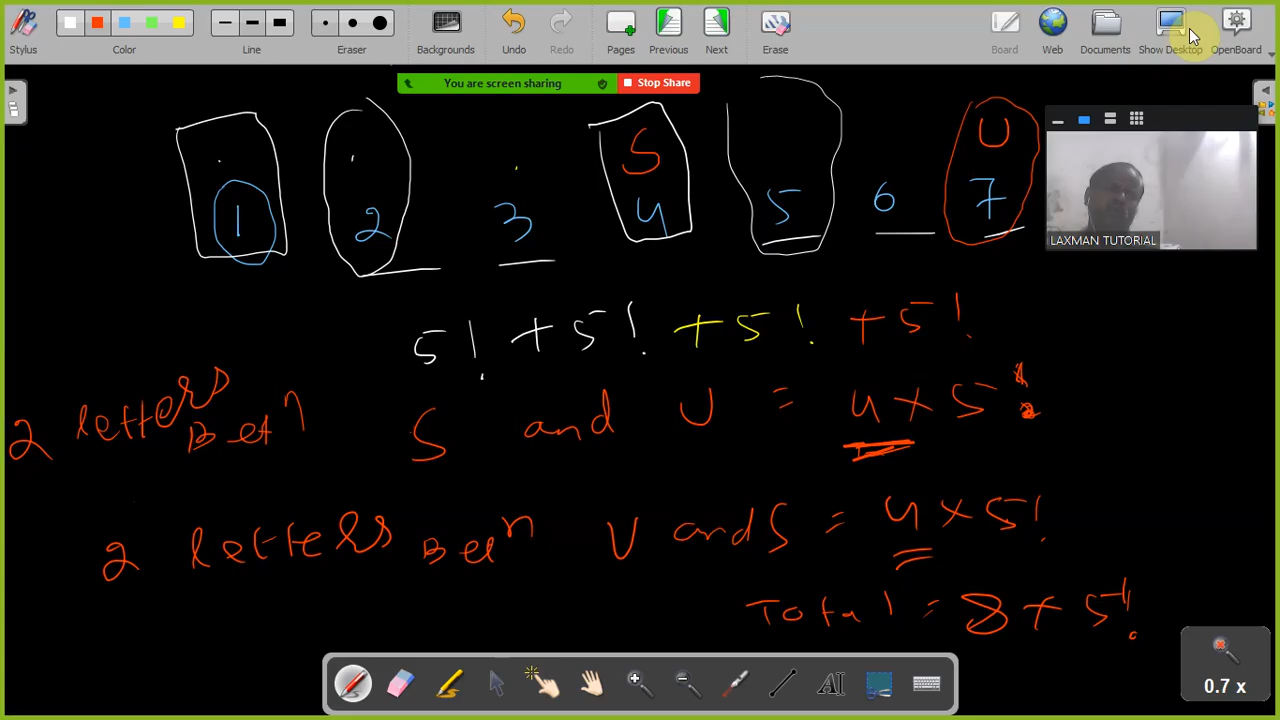 Stylus Color Line Eraser Backgrounds Undo Redo Pages Previous Next Erase Board Web Documents Show Desktop OpenBoard
You are screen sharing Stop Share
S U
1 2 3 4 5 6 7
LAXMAN TUTORIAL
5! + 5! + 5! + 5!
2 letters Betn S and U = 4 × 5!
2 letters Betn U and S = 4 × 5!
Total = 8 × 5!
0.7 x